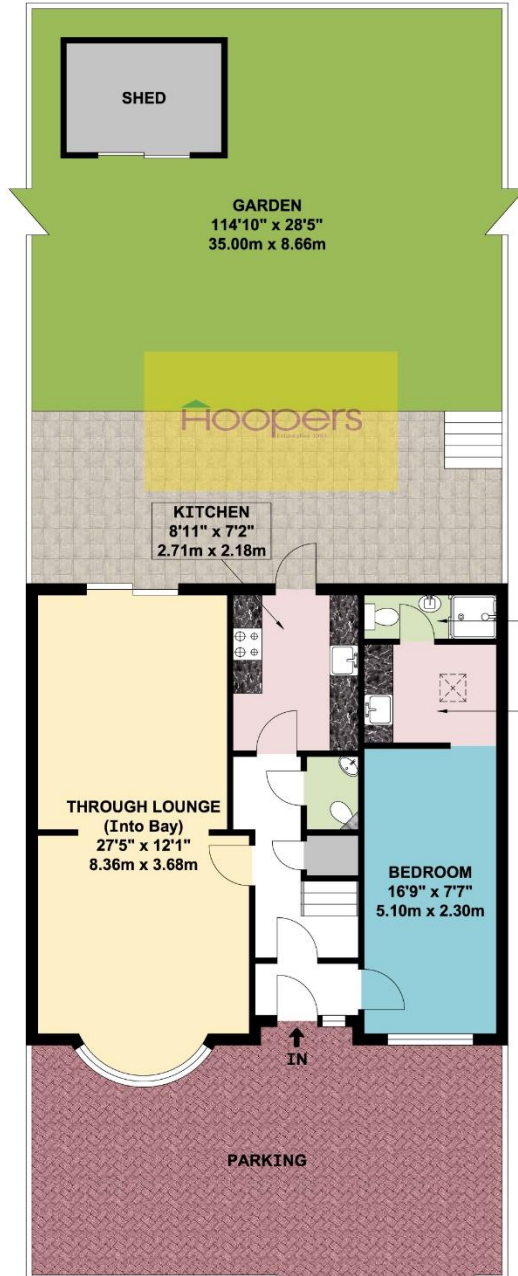 SHED
GARDEN
114'10" x 28'5"
35.00m x 8.66m
Hoopers
KITCHEN
8'11" x 7'2"
2.71m x 2.18m
THROUGH LOUNGE
(Into Bay)
27'5" x 12'1"
8.36m x 3.68m
BEDROOM
16'9" x 7'7"
5.10m x 2.30m
IN
PARKING